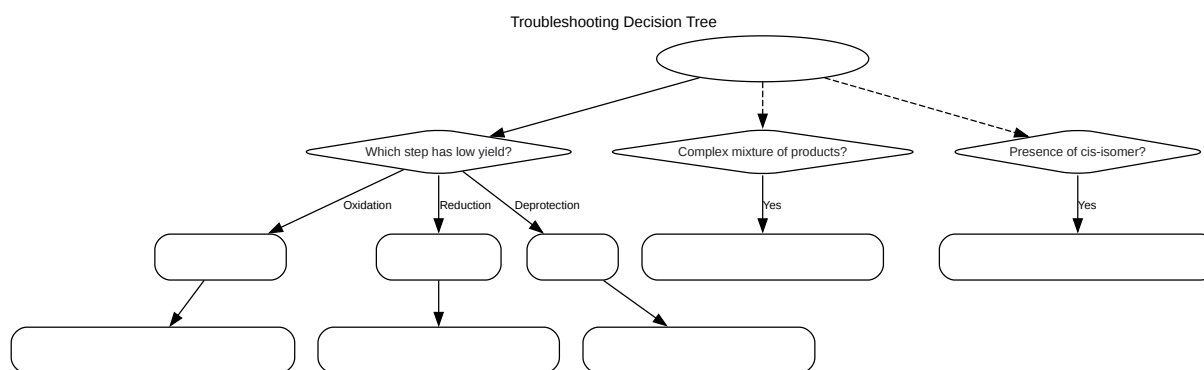 Troubleshooting Decision Tree
Which step has low yield?
Complex mixture of products?
Presence of cis-isomer?
Oxidation
Reduction
Deprotection
Yes
Yes